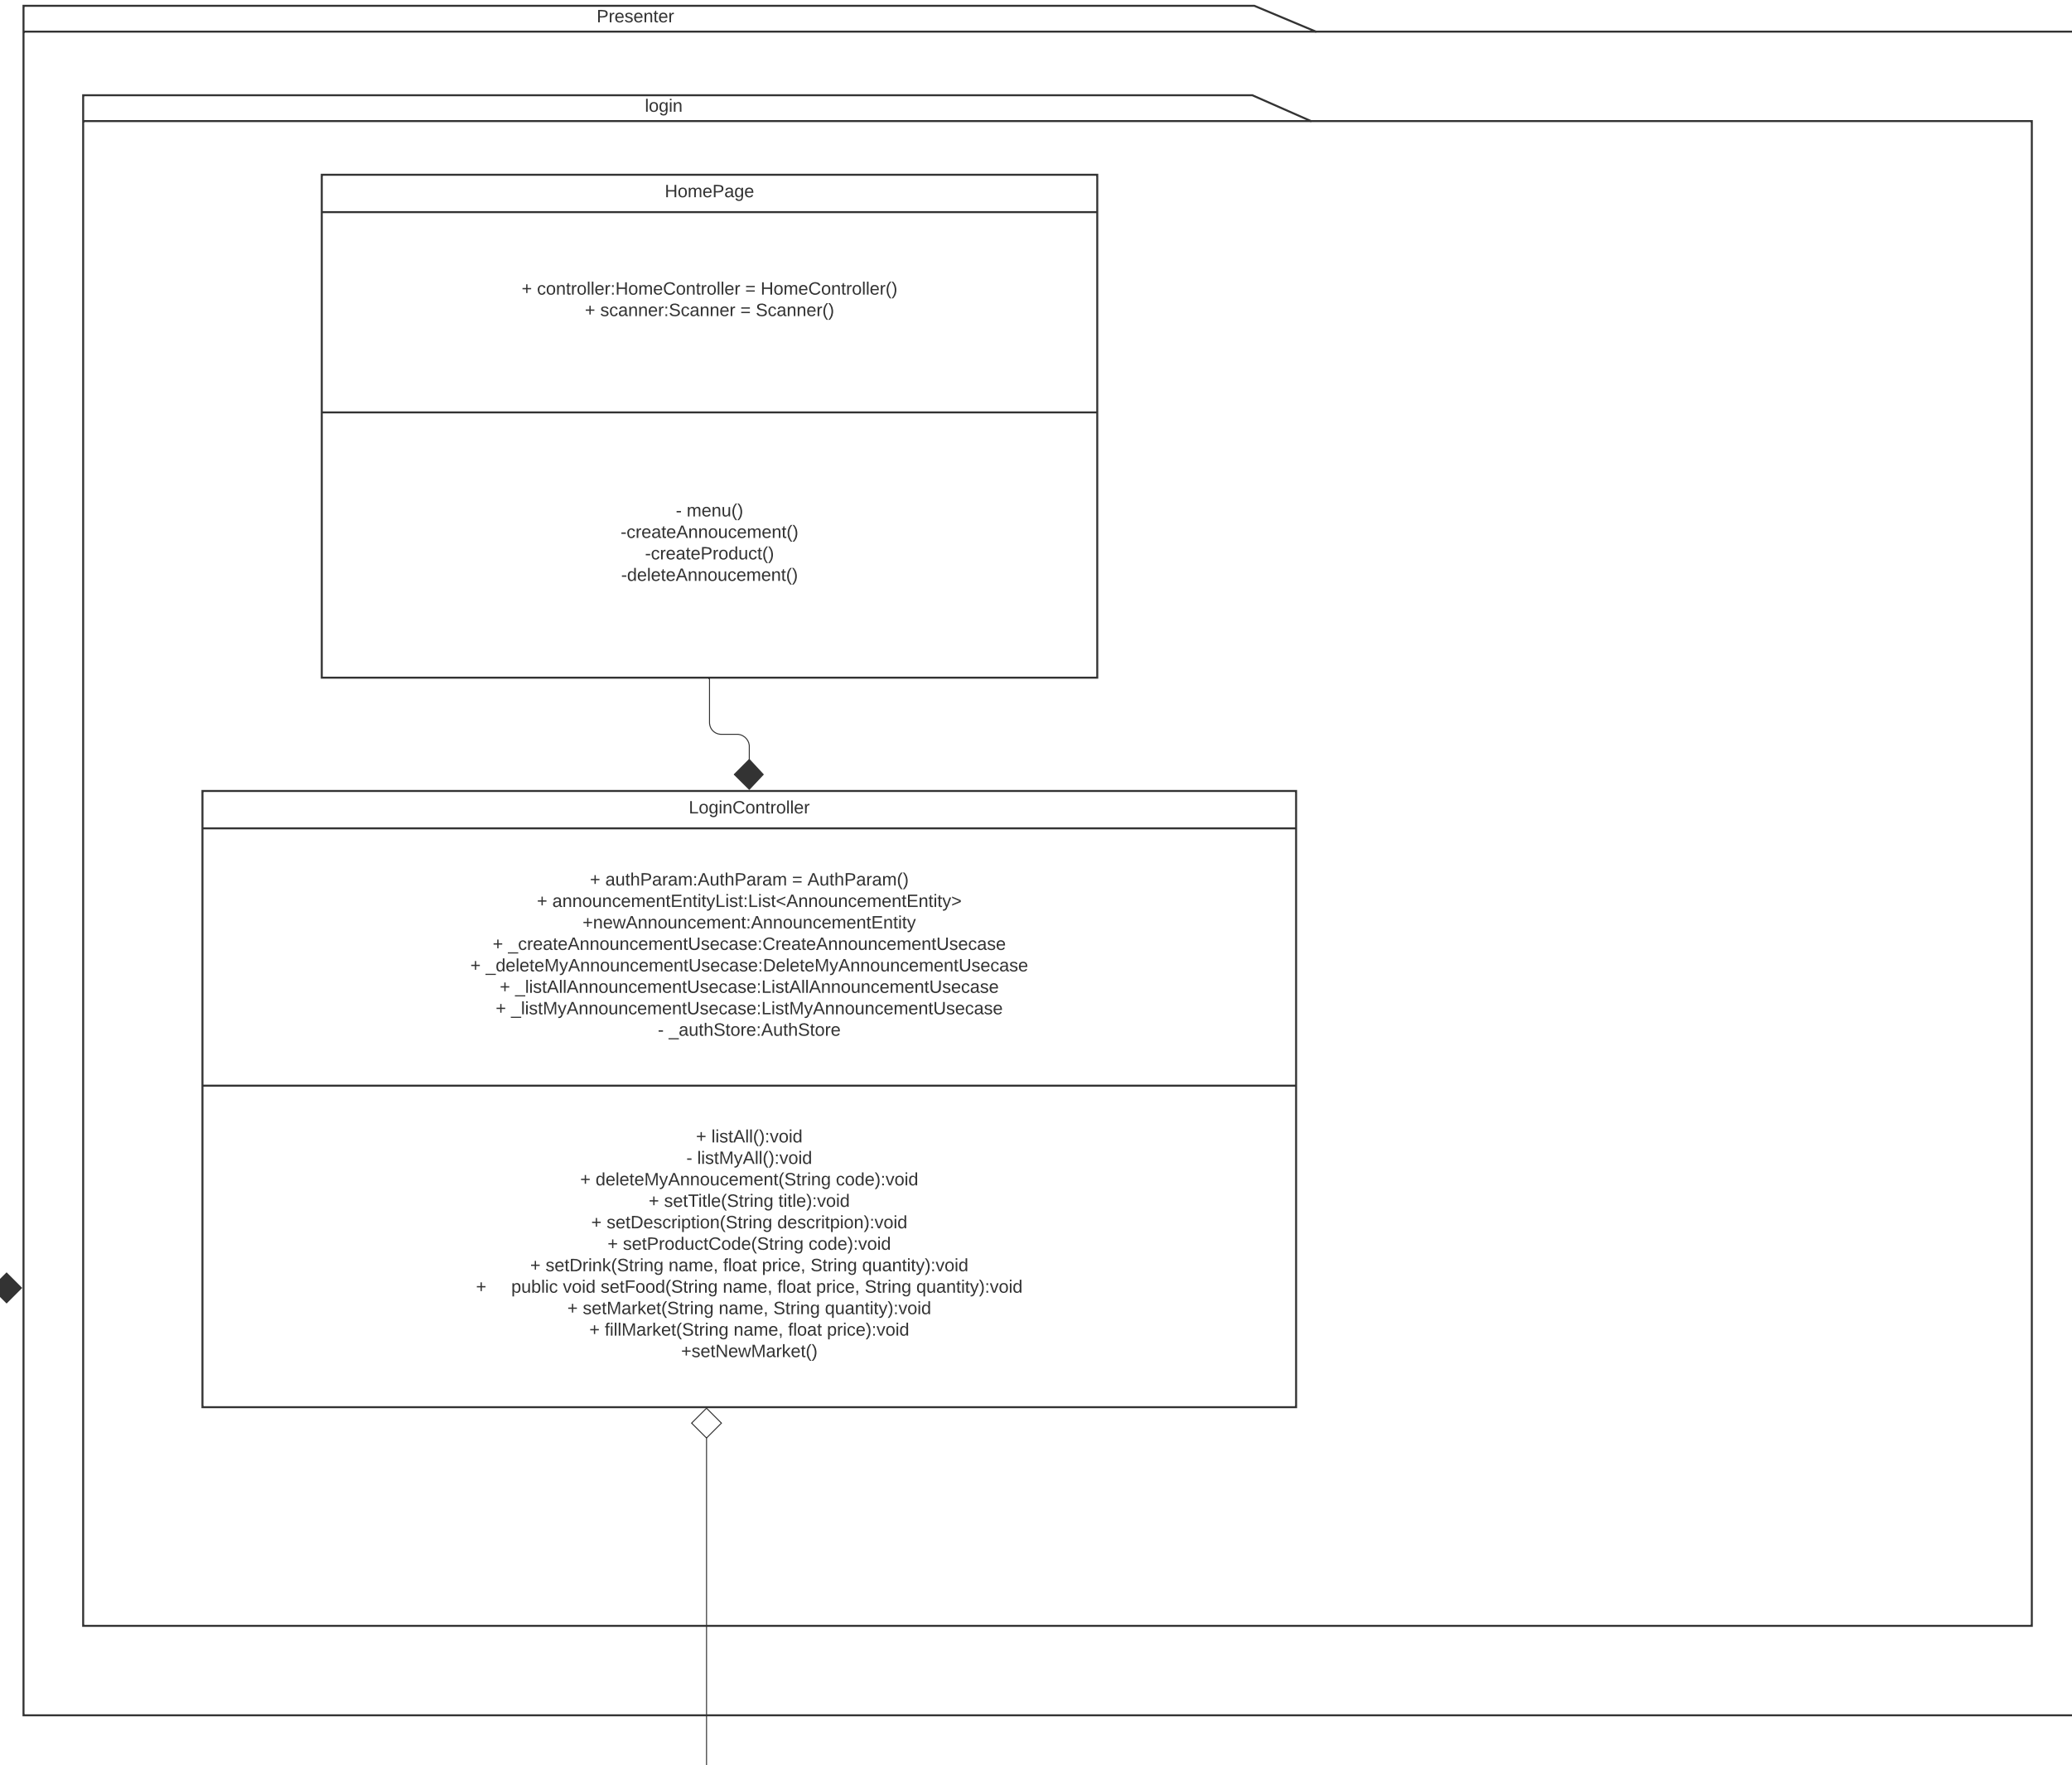 Presenter
login
HomePage
+ controller:HomeController = HomeController()
+ scanner:Scanner = Scanner()
- menu()
-createAnnoucement()
-createProduct()
-deleteAnnoucement()
LoginController
+ authParam:AuthParam = AuthParam()
+ announcementEntityList:List<AnnouncementEntity>
+newAnnouncement:AnnouncementEntity
+ _createAnnouncementUsecase:CreateAnnouncementUsecase
+ _deleteMyAnnouncementUsecase:DeleteMyAnnouncementUsecase
+ _listAllAnnouncementUsecase:ListAllAnnouncementUsecase
+ _listMyAnnouncementUsecase:ListMyAnnouncementUsecase
- _authStore:AuthStore
+ listAll():void
- listMyAll():void
+ deleteMyAnnoucement(String code):void
+ setTitle(String title):void
+ setDescription(String descritpion):void
+ setProductCode(String code):void
+ setDrink(String name, float price, String quantity):void
+     public void setFood(String name, float price, String quantity):void
+ setMarket(String name, String quantity):void
+ fillMarket(String name, float price):void
+setNewMarket()